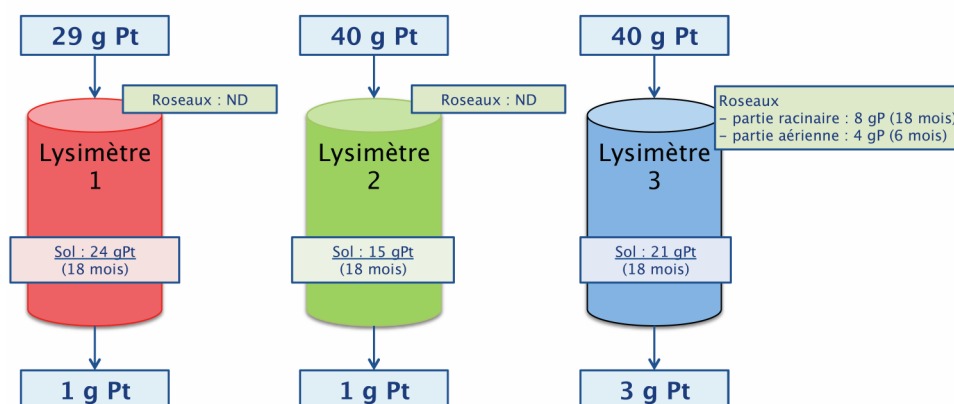 29 g Pt
Roseaux : ND
Lysimètre
1
Sol : 24 gPt
(18 mois)
1 g Pt
40 g Pt
Roseaux : ND
Lysimètre
2
Sol : 15 gPt
(18 mois)
1 g Pt
40 g Pt
Roseaux
– partie racinaire : 8 gP (18 mois)
– partie aérienne : 4 gP (6 mois)
Lysimètre
3
Sol : 21 gPt
(18 mois)
3 g Pt